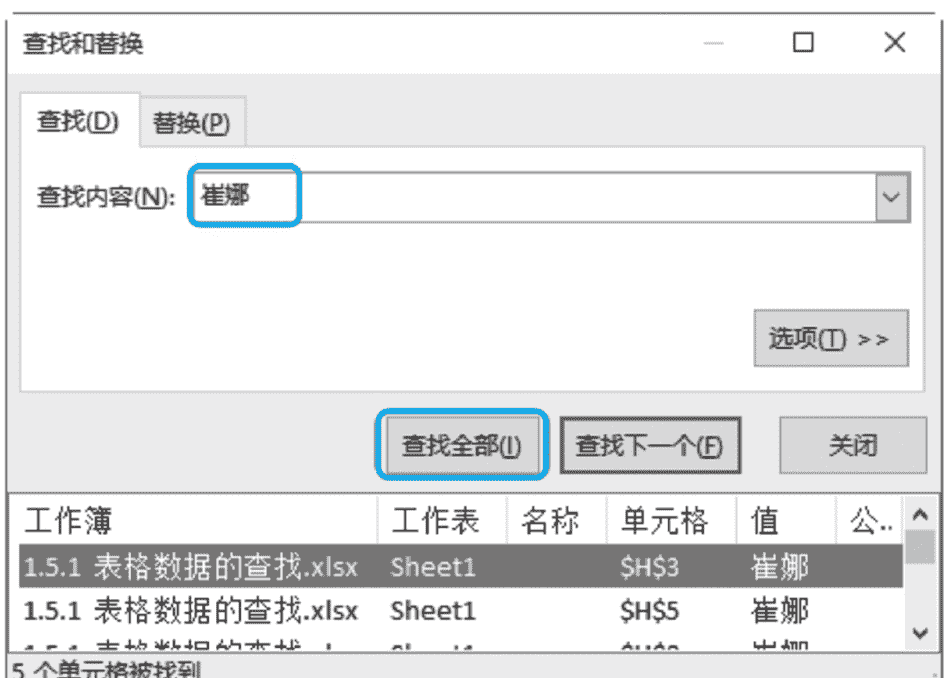 查找和替换
查找(D) 替换(P)
查找内容(N): 崔娜
选项(T) >>
查找全部(I) 查找下一个(F) 关闭
工作簿 工作表 名称 单元格 值 公..
1.5.1 表格数据的查找.xlsx Sheet1 $H$3 崔娜
1.5.1 表格数据的查找.xlsx Sheet1 $H$5 崔娜
5 个单元格被找到